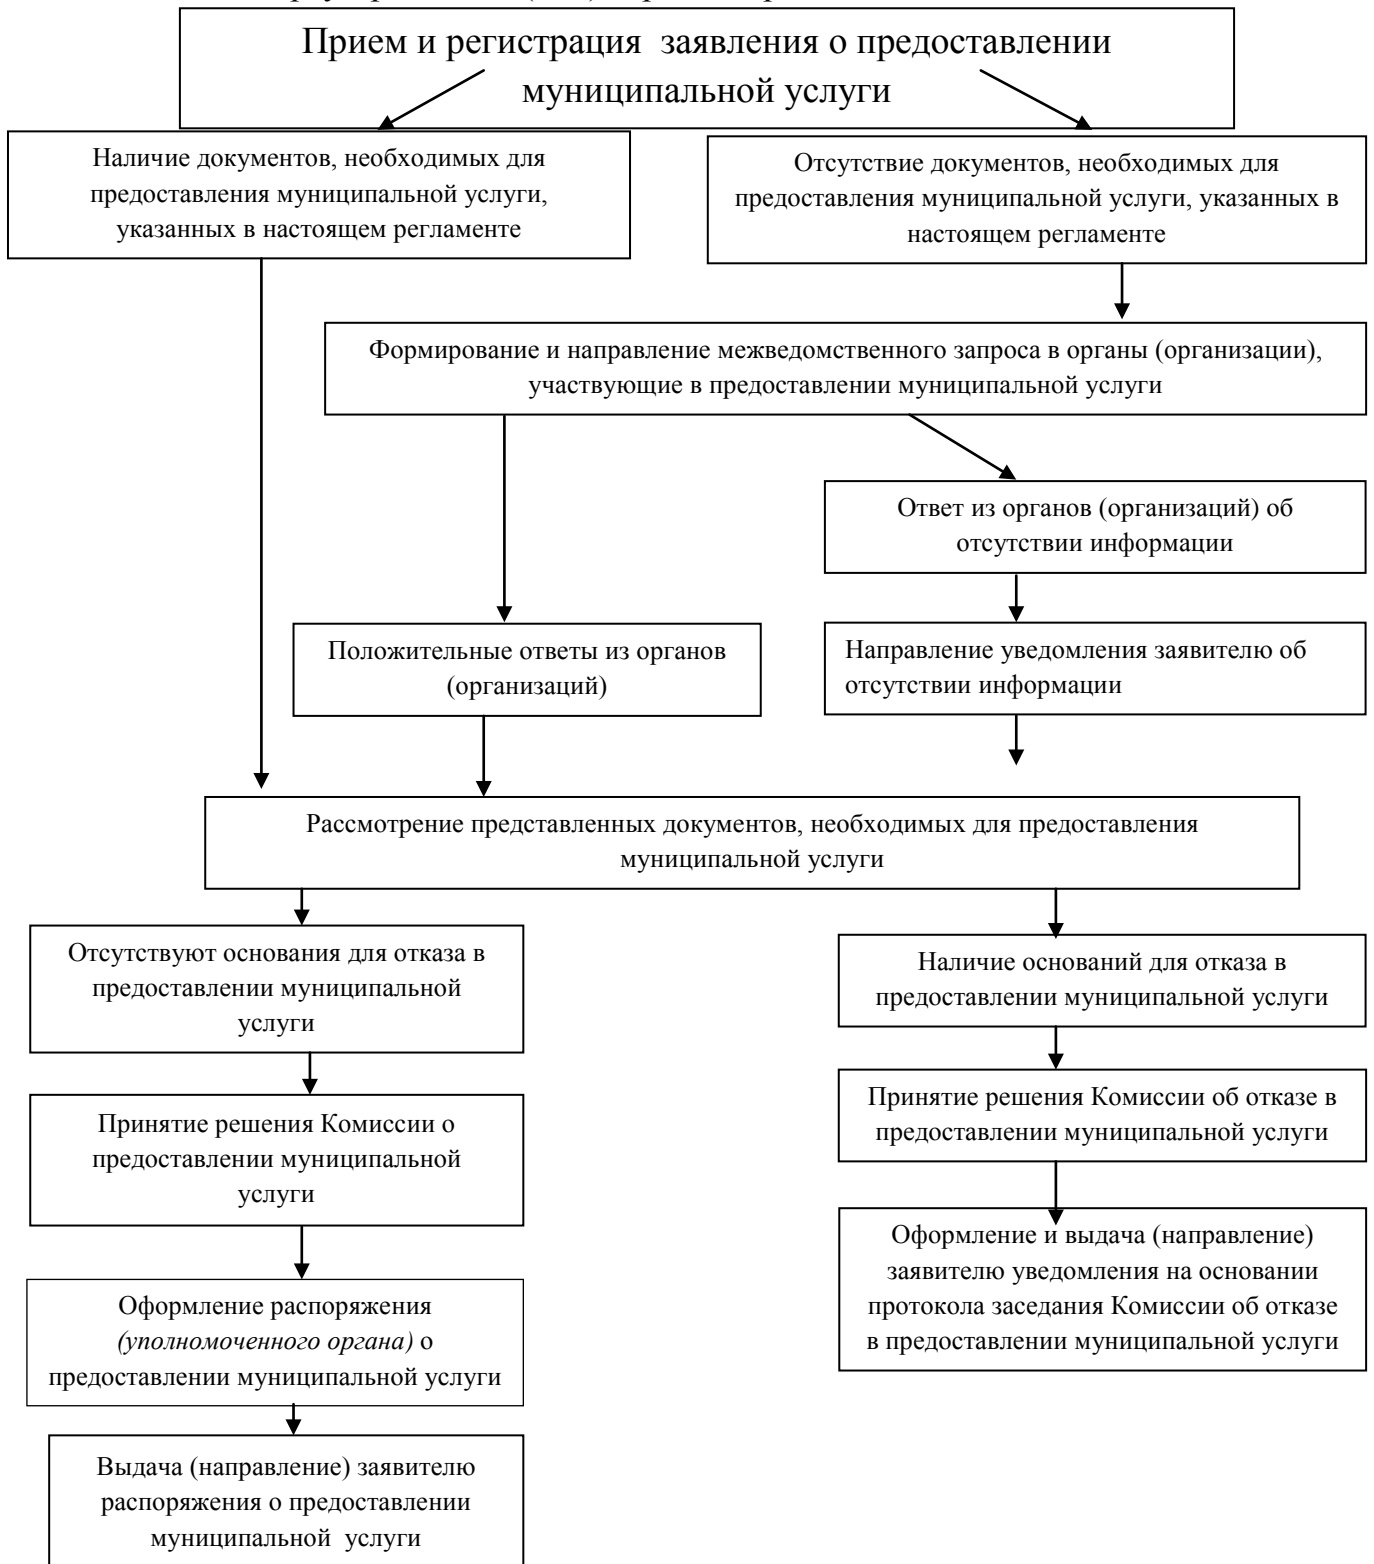 Прием и регистрация заявления о предоставлении
муниципальной услуги
Наличие документов, необходимых для
предоставления муниципальной услуги,
указанных в настоящем регламенте
Отсутствие документов, необходимых для
предоставления муниципальной услуги, указанных в
настоящем регламенте
Формирование и направление межведомственного запроса в органы (организации),
участвующие в предоставлении муниципальной услуги
Ответ из органов (организаций) об
отсутствии информации
Положительные ответы из органов
(организаций)
Направление уведомления заявителю об
отсутствии информации
Рассмотрение представленных документов, необходимых для предоставления
муниципальной услуги
Отсутствуют основания для отказа в
предоставлении муниципальной
услуги
Наличие оснований для отказа в
предоставлении муниципальной услуги
Принятие решения Комиссии о
предоставлении муниципальной
услуги
Принятие решения Комиссии об отказе в
предоставлении муниципальной услуги
Оформление распоряжения
(уполномоченного органа) о
предоставлении муниципальной услуги
Оформление и выдача (направление)
заявителю уведомления на основании
протокола заседания Комиссии об отказе
в предоставлении муниципальной услуги
Выдача (направление) заявителю
распоряжения о предоставлении
муниципальной услуги